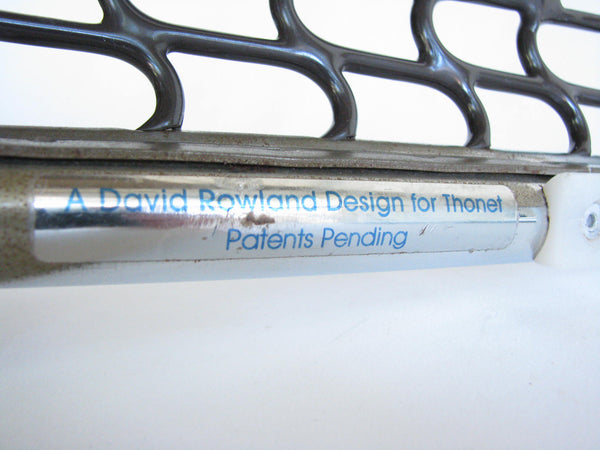 A David Rowland Design for Thonet
Patents Pending